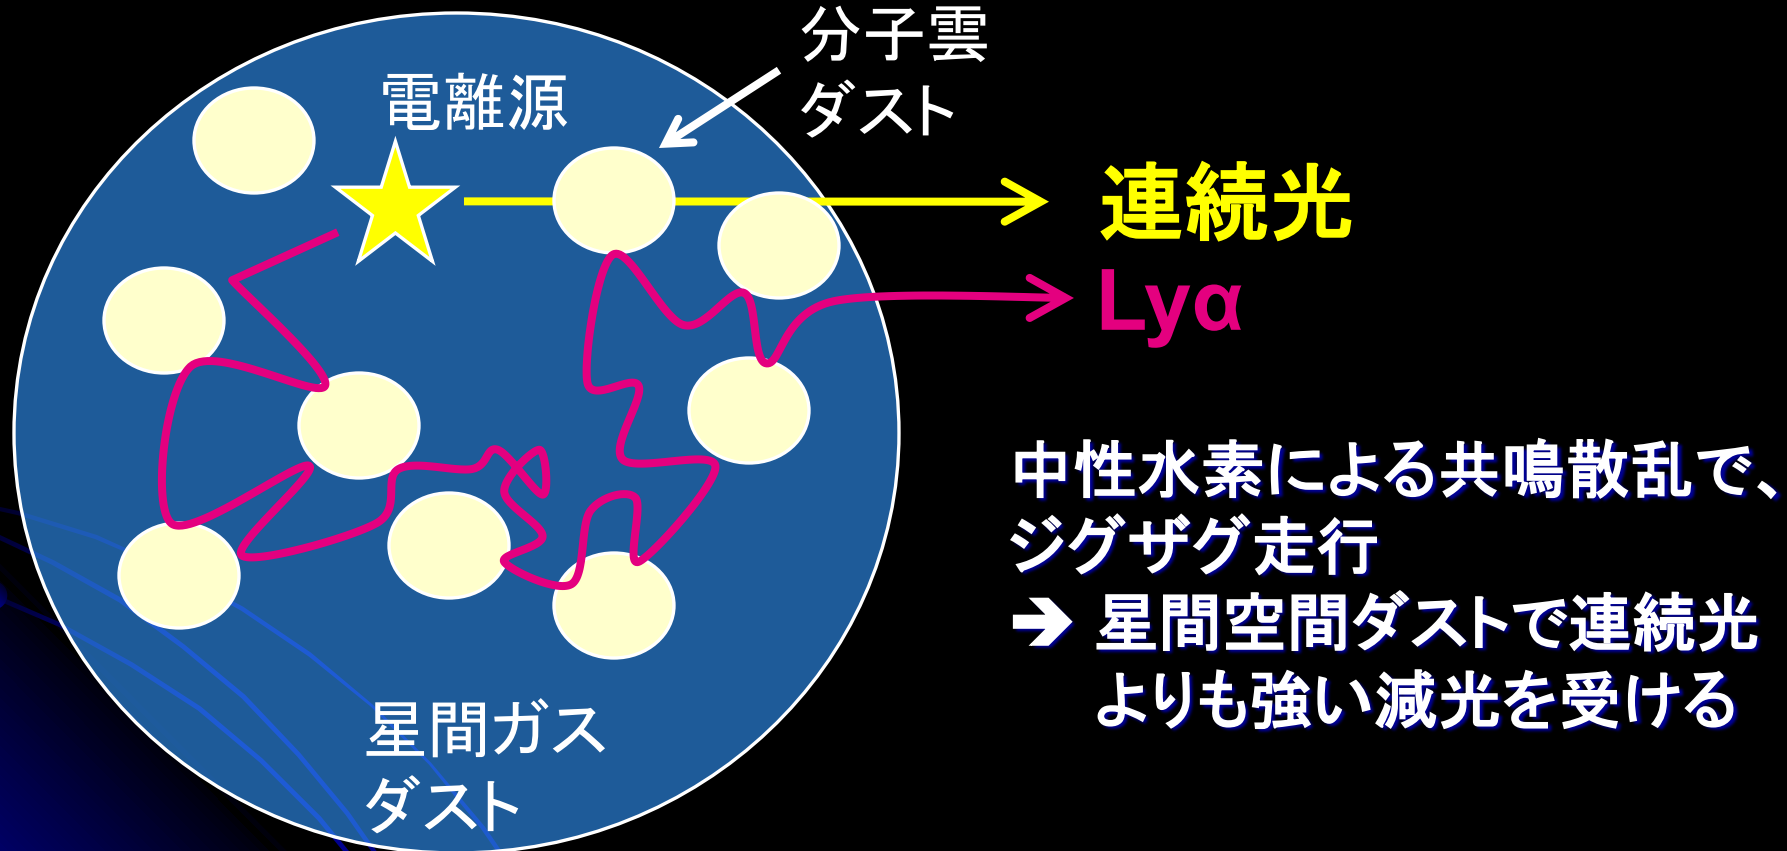 分子雲
ダスト
電離源
連続光
Lyα
中性水素による共鳴散乱で、
ジグザグ走行
➔ 星間空間ダストで連続光
よりも強い減光を受ける
星間ガス
ダスト